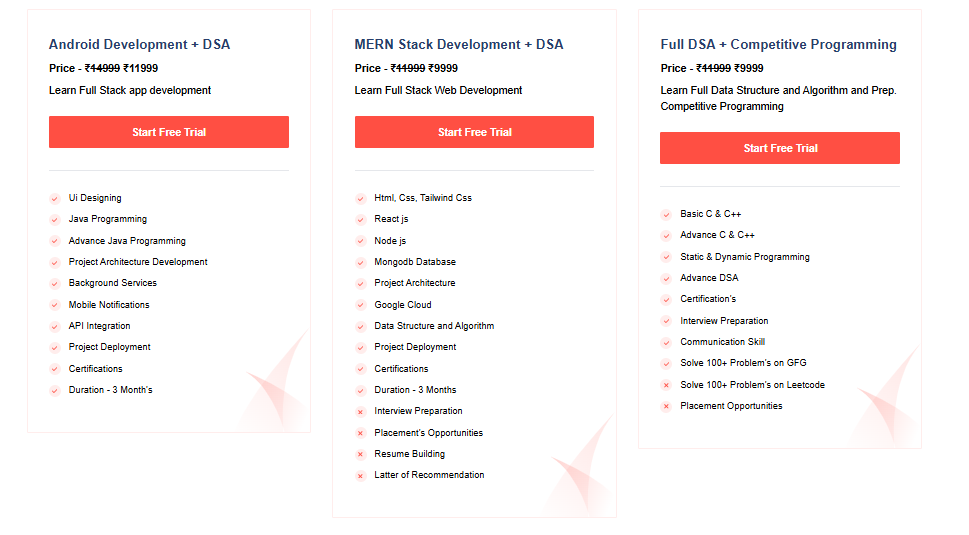 Android Development + DSA
Price - ₹14999 ₹11999
Learn Full Stack app development
Start Free Trial
Ui Designing
Java Programming
Advance Java Programming
Project Architecture Development
Background Services
Mobile Notifications
API Integration
Project Deployment
Certifications
Duration - 3 Month's
MERN Stack Development + DSA
Price - ₹11999 ₹9999
Learn Full Stack Web Development
Start Free Trial
Html, Css, Tailwind Css
React js
Node js
Mongodb Database
Project Architecture
Google Cloud
Data Structure and Algorithm
Project Deployment
Certifications
Duration - 3 Months
Interview Preparation
Placement's Opportunities
Resume Building
Latter of Recommendation
Full DSA + Competitive Programming
Price - ₹11999 ₹9999
Learn Full Data Structure and Algorithm and Prep.
Competitive Programming
Start Free Trial
Basic C & C++
Advance C & C++
Static & Dynamic Programming
Advance DSA
Certification's
Interview Preparation
Communication Skill
Solve 100+ Problem's on GFG
Solve 100+ Problem's on Leetcode
Placement Opportunities